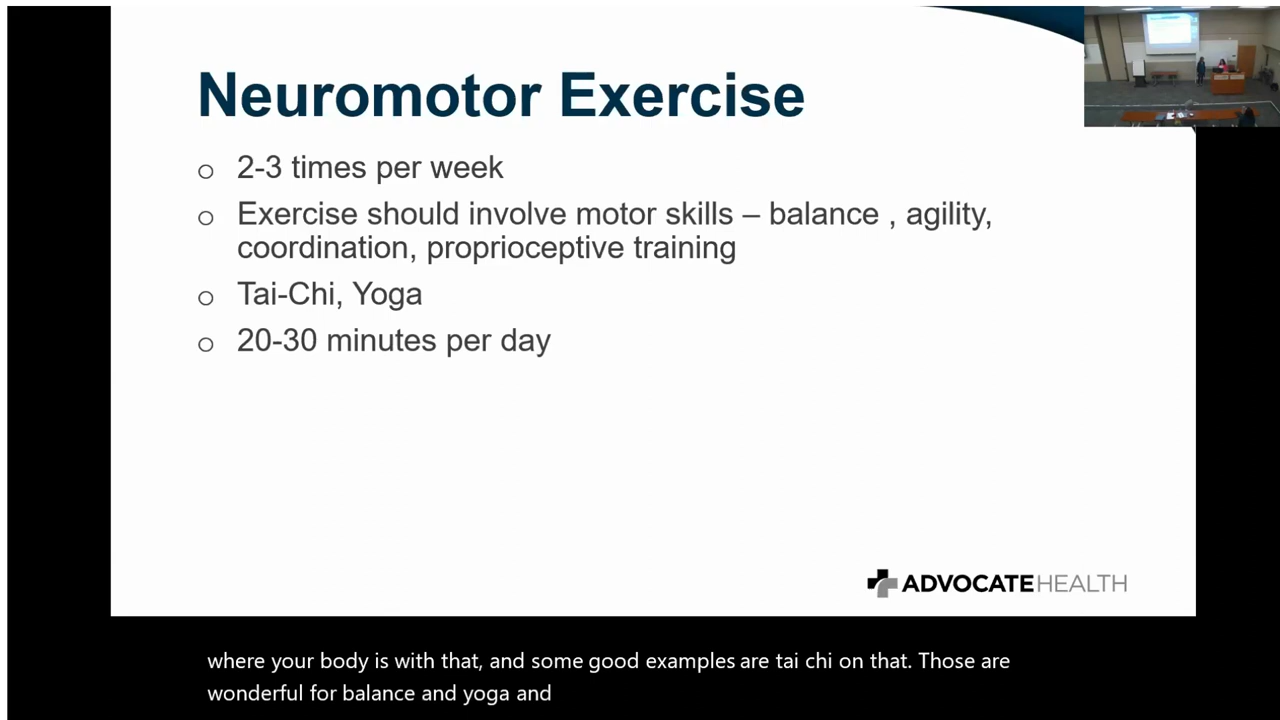 Neuromotor Exercise
o 2-3 times per week
o Exercise should involve motor skills – balance , agility,
coordination, proprioceptive training
o Tai-Chi, Yoga
o 20-30 minutes per day
ADVOCATEHEALTH
where your body is with that, and some good examples are tai chi on that. Those are
wonderful for balance and yoga and